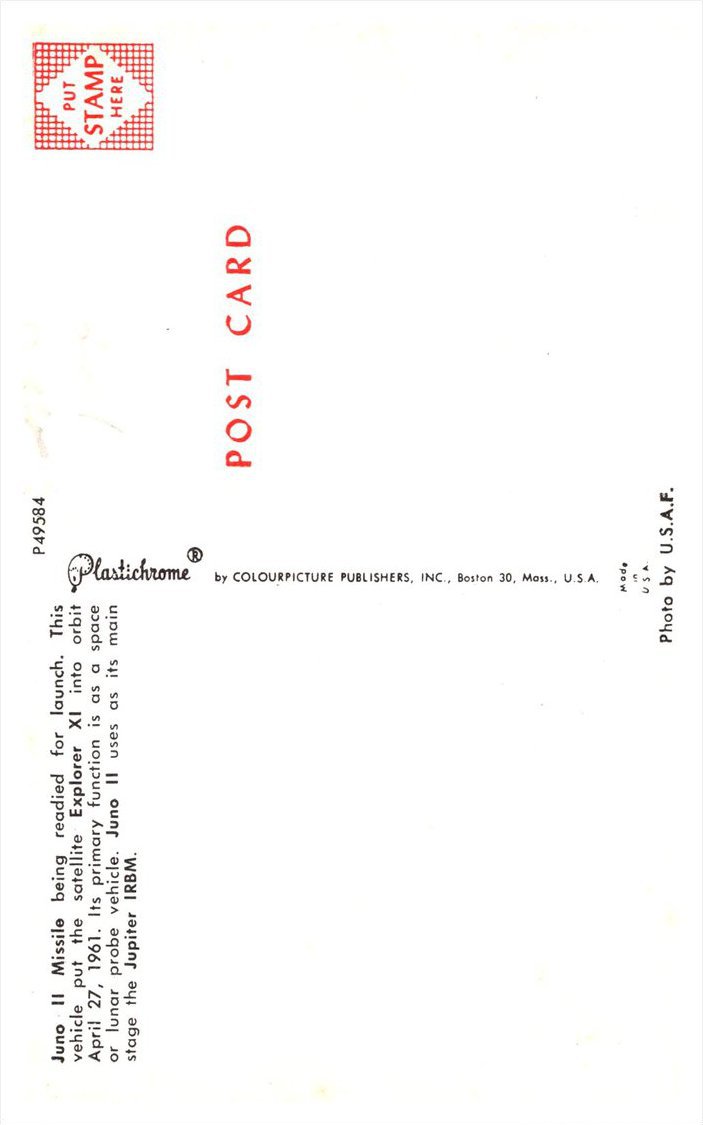 Juno II Missile being readied for launch. This
vehicle put the satellite Explorer XI into orbit
April 27, 1961. Its primary function is as a space
or lunar probe vehicle. Juno II uses as its main
stage the Jupiter IRBM.
P49584
Plastichrome®
by COLOURPICTURE PUBLISHERS, INC., Boston 30, Mass., U.S.A.
Made
in
U.S.A.
Photo by U.S.A.F.
POST CARD
PUT
STAMP
HERE